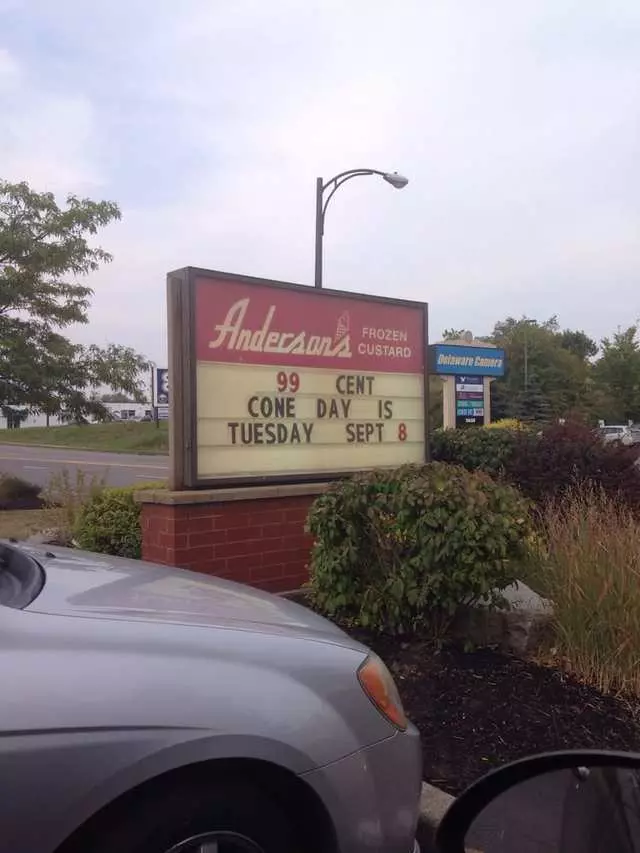 Anderson's FROZEN
CUSTARD
99 CENT
CONE DAY IS
TUESDAY SEPT 8
Delaware Camera